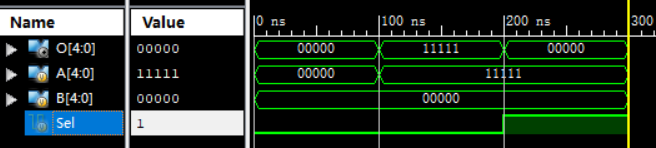 Name Value 0 ns 100 ns 200 ns 300
O[4:0] 00000 00000 11111 00000
A[4:0] 11111 00000 11111
B[4:0] 00000 00000
Sel 1